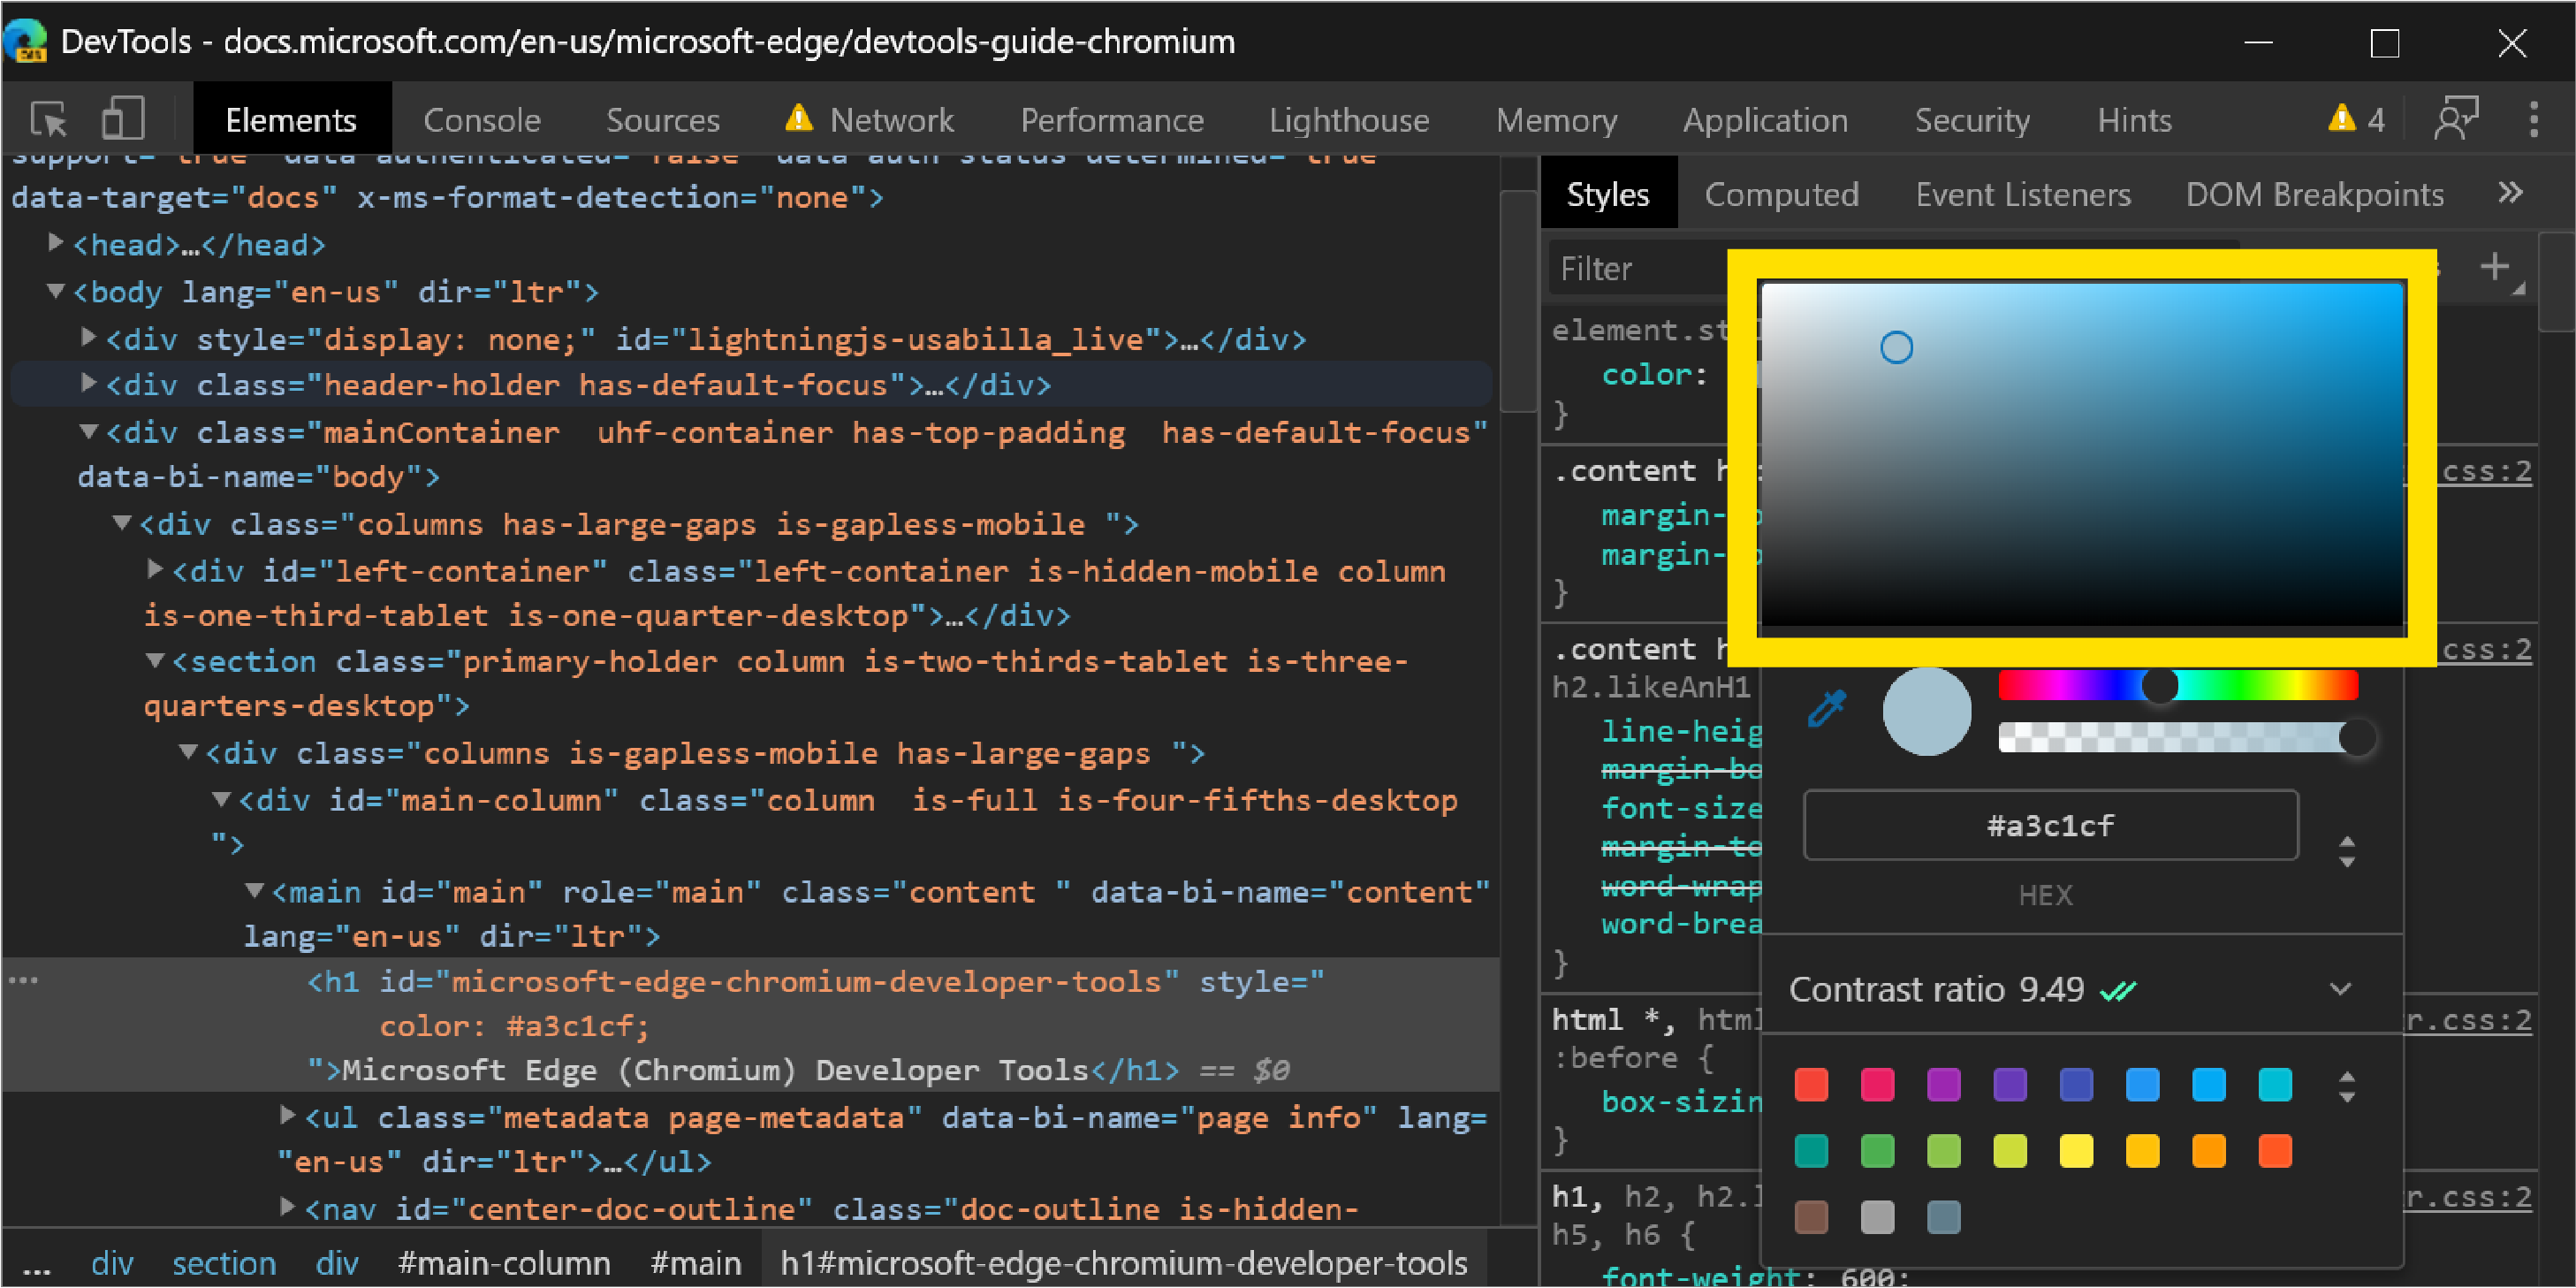 DevTools - docs.microsoft.com/en-us/microsoft-edge/devtools-guide-chromium
Elements Console Sources Network Performance Lighthouse Memory Application Security Hints 4
support="true" data-authenticated="false" data-auth-status-determined="true"
data-target="docs" x-ms-format-detection="none">
<head>…</head>
<body lang="en-us" dir="ltr">
<div style="display: none;" id="lightningjs-usabilla_live">…</div>
<div class="header-holder has-default-focus">…</div>
<div class="mainContainer  uhf-container has-top-padding  has-default-focus"
data-bi-name="body">
<div class="columns has-large-gaps is-gapless-mobile ">
<div id="left-container" class="left-container is-hidden-mobile column
is-one-third-tablet is-one-quarter-desktop">…</div>
<section class="primary-holder column is-two-thirds-tablet is-three-
quarters-desktop">
<div class="columns is-gapless-mobile has-large-gaps ">
<div id="main-column" class="column  is-full is-four-fifths-desktop
">
<main id="main" role="main" class="content " data-bi-name="content"
lang="en-us" dir="ltr">
… <h1 id="microsoft-edge-chromium-developer-tools" style="
color: #a3c1cf;
">Microsoft Edge (Chromium) Developer Tools</h1> == $0
<ul class="metadata page-metadata" data-bi-name="page info" lang=
"en-us" dir="ltr">…</ul>
<nav id="center-doc-outline" class="doc-outline is-hidden-
... div section div #main-column #main h1#microsoft-edge-chromium-developer-tools
Styles Computed Event Listeners DOM Breakpoints »
Filter +
element.st
color:
}
.content h css:2
margin-
margin-
}
.content h css:2
h2.likeAnH1
line-heig
margin-bo
font-size
margin-to
word-wrap
word-brea
}
html *, html r.css:2
:before {
box-sizin
}
h1, h2, h2.l r.css:2
h5, h6 {
font-weight: 600;
#a3c1cf
HEX
Contrast ratio 9.49